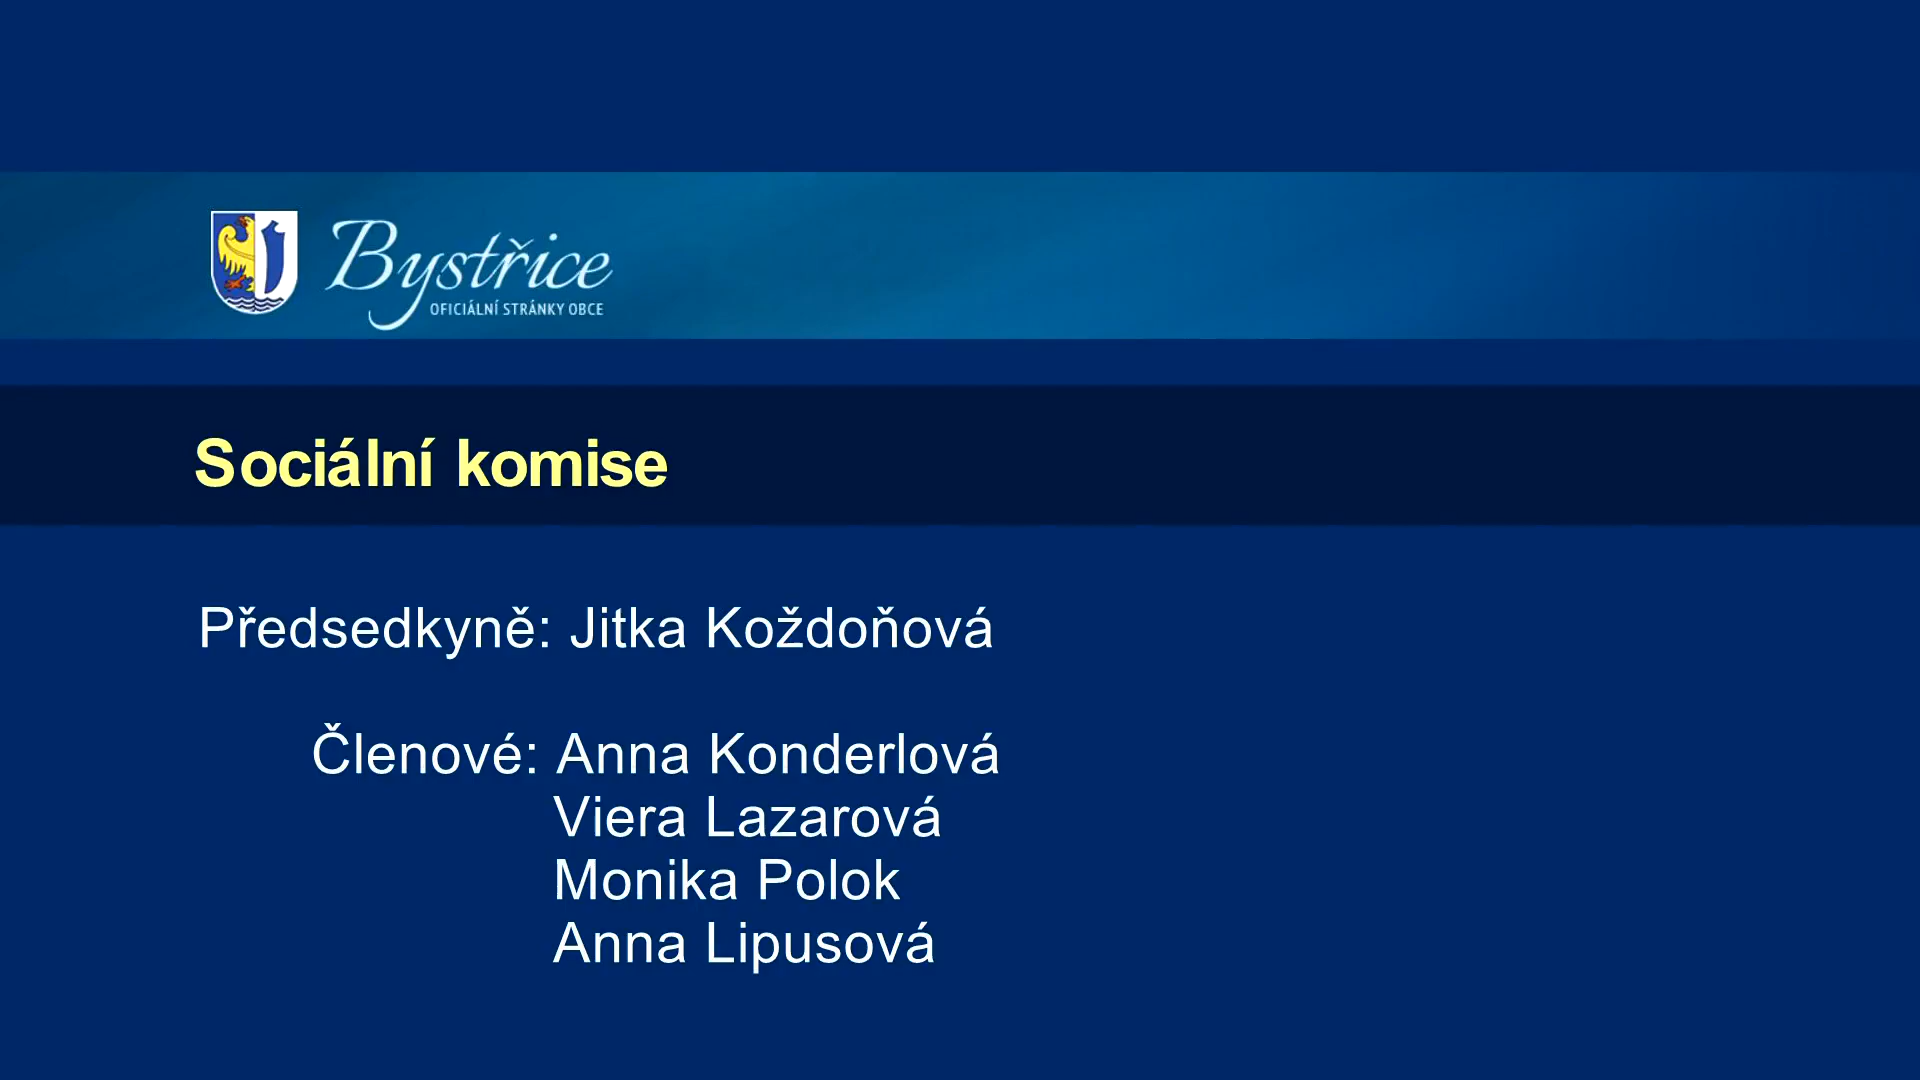 Bystřice
OFICIÁLNÍ STRÁNKY OBCE
Sociální komise
Předsedkyně: Jitka Koždoňová
Členové: Anna Konderlová
Viera Lazarová
Monika Polok
Anna Lipusová